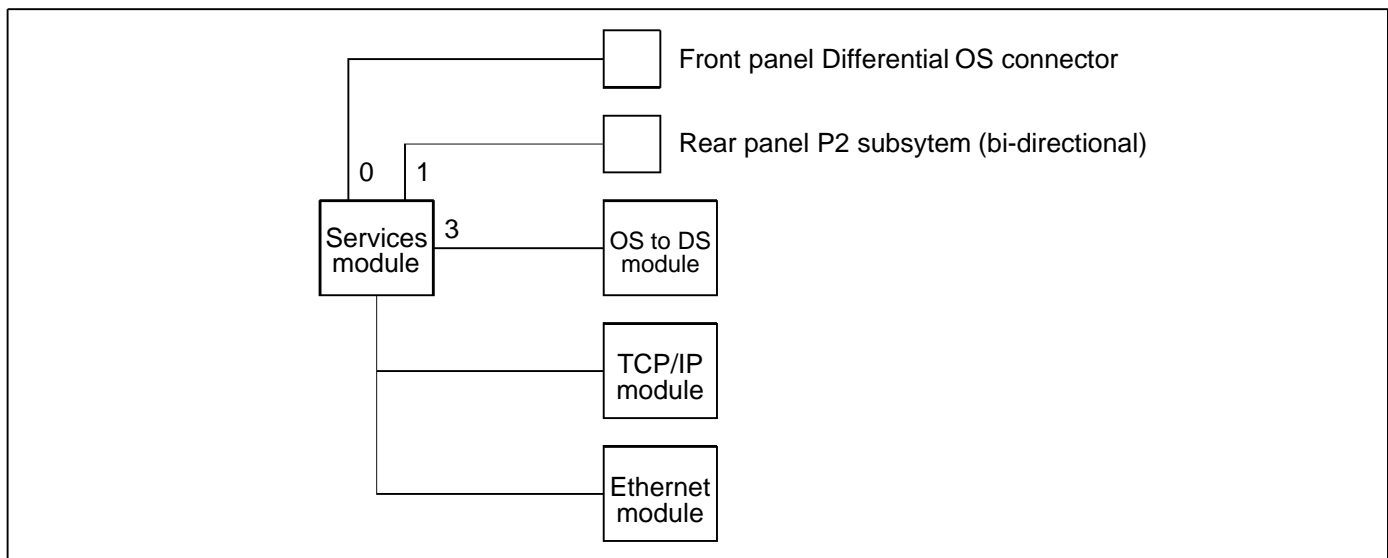 Front panel Differential OS connector
Rear panel P2 subsytem (bi-directional)
0
1
3
Services
module
OS to DS
module
TCP/IP
module
Ethernet
module